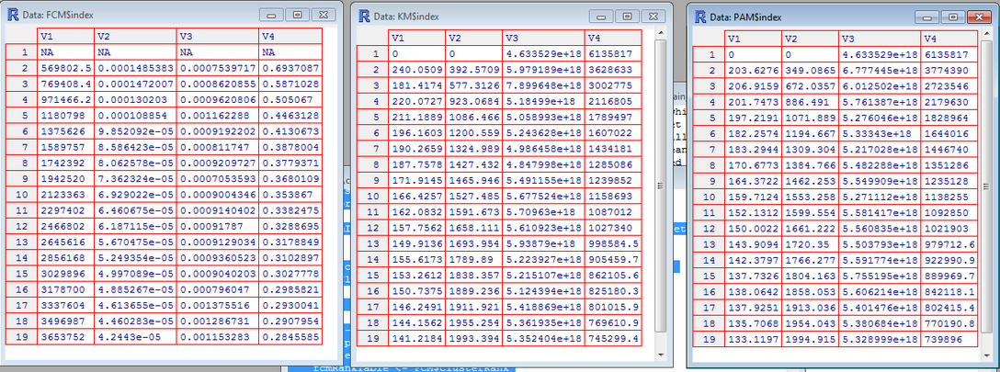 Data: FCM$index
V1 V2 V3 V4
1 NA NA NA NA
2 569802.5 0.0001485383 0.0007539717 0.6937087
3 769408.4 0.0001472007 0.0008620855 0.5871028
4 971466.2 0.000130203 0.0009620806 0.505067
5 1180798 0.000108854 0.001162288 0.4463128
6 1375626 9.852092e-05 0.0009192202 0.4130673
7 1589757 8.586423e-05 0.000811747 0.3878004
8 1742392 8.062578e-05 0.0009209727 0.3779371
9 1942520 7.362324e-05 0.0007053593 0.3680109
10 2123363 6.929022e-05 0.0009004346 0.353867
11 2297402 6.460675e-05 0.0009140402 0.3382475
12 2466802 6.187115e-05 0.00091787 0.3288695
13 2645616 5.670475e-05 0.0009129034 0.3178849
14 2856168 5.249354e-05 0.0009360523 0.3102897
15 3029896 4.997089e-05 0.0009040203 0.3027778
16 3178700 4.885267e-05 0.000796047 0.2985821
17 3337604 4.613655e-05 0.001375516 0.2930041
18 3496987 4.460283e-05 0.001286731 0.2907954
19 3653752 4.2443e-05 0.001153283 0.2845585
Data: KM$index
V1 V2 V3 V4
1 0 0 4.633529e+18 6135817
2 240.0509 392.5709 5.979189e+18 3628633
3 181.4174 577.3126 7.899648e+18 3002775
4 220.0727 923.0684 5.18499e+18 2116805
5 211.1889 1086.466 5.058993e+18 1789497
6 196.1603 1200.559 5.243628e+18 1607022
7 190.2659 1324.989 4.986458e+18 1434181
8 187.7578 1427.432 4.847998e+18 1285086
9 171.9145 1465.946 5.491155e+18 1239852
10 166.4257 1527.485 5.677524e+18 1158693
11 162.0832 1591.673 5.70963e+18 1087012
12 157.7562 1658.111 5.610923e+18 1027340
13 149.9136 1693.954 5.93879e+18 998584.5
14 155.6173 1789.89 5.223927e+18 905459.7
15 153.2612 1838.357 5.215107e+18 862105.6
16 150.7375 1889.236 5.124394e+18 825180.3
17 146.2491 1911.921 5.418869e+18 801015.9
18 144.1562 1955.254 5.361935e+18 769610.9
19 141.2184 1993.394 5.352404e+18 745299.4
Data: PAM$index
V1 V2 V3 V4
1 0 0 4.633529e+18 6135817
2 203.6276 349.0865 6.777445e+18 3774390
3 206.9159 672.0357 6.012502e+18 2723546
4 201.7473 886.491 5.761387e+18 2179630
5 197.2191 1071.889 5.276046e+18 1828964
6 182.2574 1194.667 5.33343e+18 1644016
7 183.2944 1309.304 5.217028e+18 1446740
8 170.6773 1384.766 5.482288e+18 1351286
9 164.3722 1462.253 5.549909e+18 1235128
10 159.7124 1553.258 5.271112e+18 1138255
11 152.1312 1599.554 5.581417e+18 1092850
12 150.0022 1661.222 5.560835e+18 1021903
13 143.9094 1720.35 5.503793e+18 979712.6
14 142.3797 1766.277 5.591774e+18 922990.9
15 137.7326 1804.163 5.755195e+18 889969.7
16 138.0642 1858.053 5.606214e+18 842118.1
17 137.9251 1913.036 5.401476e+18 802415.4
18 135.7068 1954.043 5.380684e+18 770190.8
19 133.1197 1994.915 5.328999e+18 739896